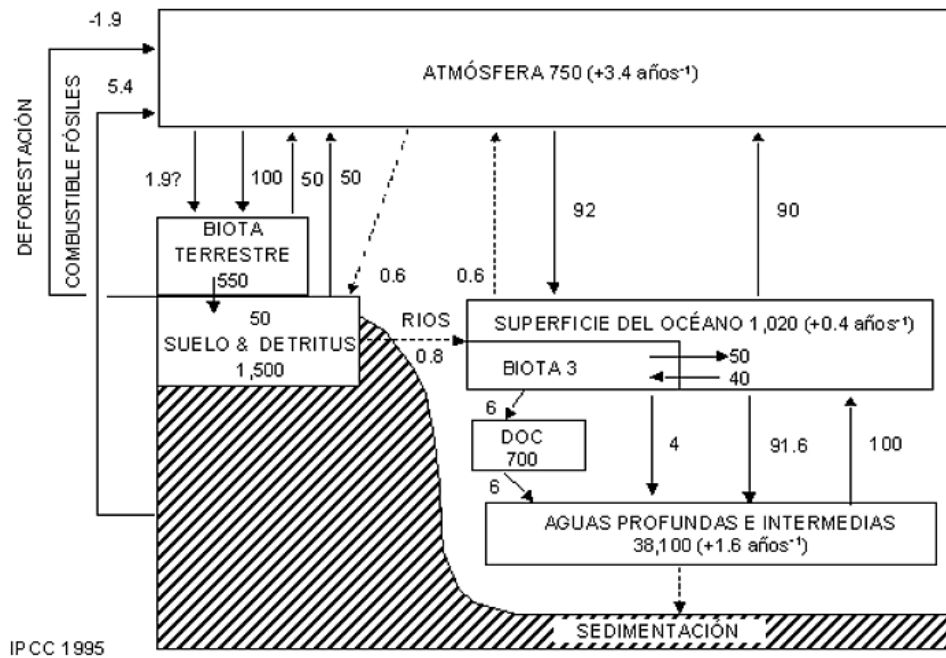 -1.9
ATMÓSFERA 750 (+3.4 años⁻¹)
5.4
DEFORESTACIÓN
COMBUSTIBLE FÓSILES
1.9?
100
50
50
92
90
BIOTA
TERRESTRE
550
0.6
0.6
50
SUELO & DETRITUS
1,500
RIOS
0.8
SUPERFICIE DEL OCÉANO 1,020 (+0.4 años⁻¹)
BIOTA 3
50
40
6
DOC
700
6
4
91.6
100
AGUAS PROFUNDAS E INTERMEDIAS
38,100 (+1.6 años⁻¹)
SEDIMENTACIÓN
IPCC 1995